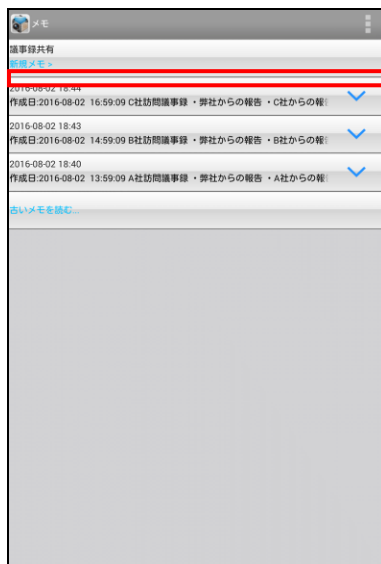 メモ
議事録共有
新規メモ >
2016-08-02 18:44
作成日:2016-08-02 16:59:09 C社訪問議事録 ・弊社からの報告 ・C社からの報
2016-08-02 18:43
作成日:2016-08-02 14:59:09 B社訪問議事録 ・弊社からの報告 ・B社からの報
2016-08-02 18:40
作成日:2016-08-02 13:59:09 A社訪問議事録 ・弊社からの報告 ・A社からの報
古いメモを読む...